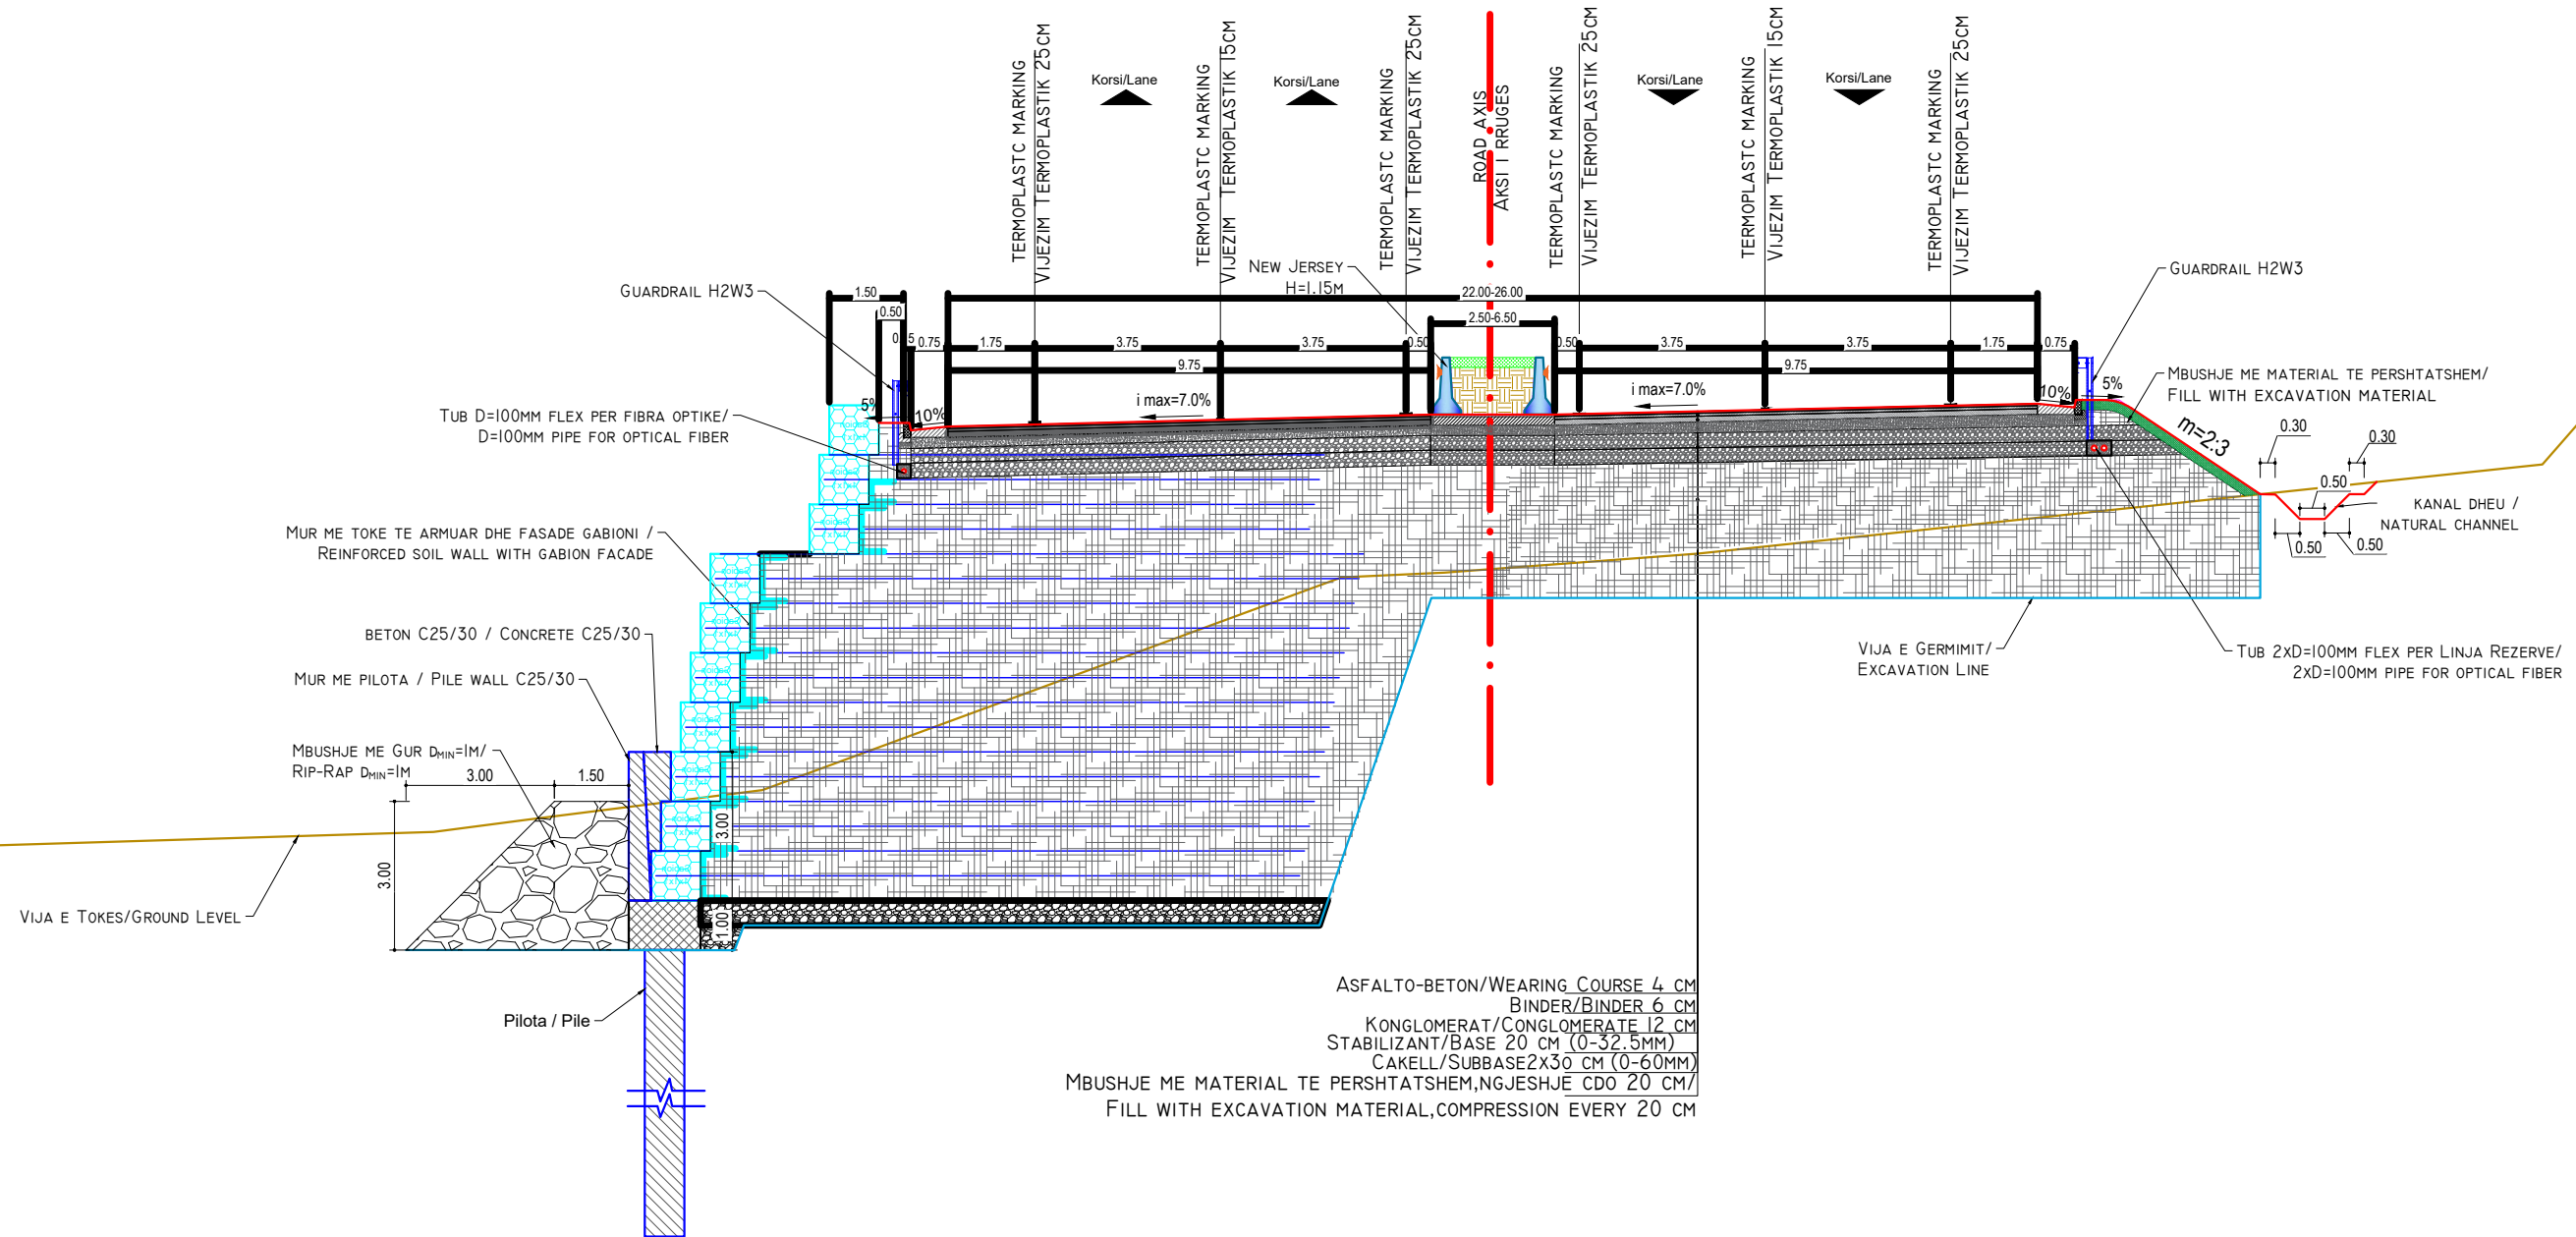 TERMOPLASTC MARKING
VIJEZIM TERMOPLASTIK 25CM
Korsi/Lane
TERMOPLASTC MARKING
VIJEZIM TERMOPLASTIK 15CM
Korsi/Lane
TERMOPLASTC MARKING
VIJEZIM TERMOPLASTIK 25CM
ROAD AXIS
AKSI I RRUGES
TERMOPLASTC MARKING
VIJEZIM TERMOPLASTIK 25CM
Korsi/Lane
TERMOPLASTC MARKING
VIJEZIM TERMOPLASTIK 15CM
Korsi/Lane
TERMOPLASTC MARKING
VIJEZIM TERMOPLASTIK 25CM
NEW JERSEY
H=1.15M
GUARDRAIL H2W3
GUARDRAIL H2W3
1.50
22.00-26.00
0.50
2.50-6.50
0.75
1.75
3.75
3.75
0.50
0.50
3.75
3.75
1.75
0.75
9.75
9.75
i max=7.0%
i max=7.0%
5%
10%
10%
5%
TUB D=100MM FLEX PER FIBRA OPTIKE/
D=100MM PIPE FOR OPTICAL FIBER
MBUSHJE ME MATERIAL TE PERSHTATSHEM/
FILL WITH EXCAVATION MATERIAL
m=2:3
0.30
0.30
0.50
0.50
0.50
KANAL DHEU /
NATURAL CHANNEL
MUR ME TOKE TE ARMUAR DHE FASADE GABIONI /
REINFORCED SOIL WALL WITH GABION FACADE
BETON C25/30 / CONCRETE C25/30
MUR ME PILOTA / PILE WALL C25/30
VIJA E GERMIMIT/
EXCAVATION LINE
TUB 2XD=100MM FLEX PER LINJA REZERVE/
2XD=100MM PIPE FOR OPTICAL FIBER
MBUSHJE ME GUR DMIN=1M/
RIP-RAP DMIN=1M
3.00
1.50
3.00
3.00
1.00
VIJA E TOKES/GROUND LEVEL
Pilota / Pile
ASFALTO-BETON/WEARING COURSE 4 CM
BINDER/BINDER 6 CM
KONGLOMERAT/CONGLOMERATE 12 CM
STABILIZANT/BASE 20 CM (0-32.5MM)
CAKELL/SUBBASE2X30 CM (0-60MM)
MBUSHJE ME MATERIAL TE PERSHTATSHEM,NGJESHJE CDO 20 CM/
FILL WITH EXCAVATION MATERIAL,COMPRESSION EVERY 20 CM